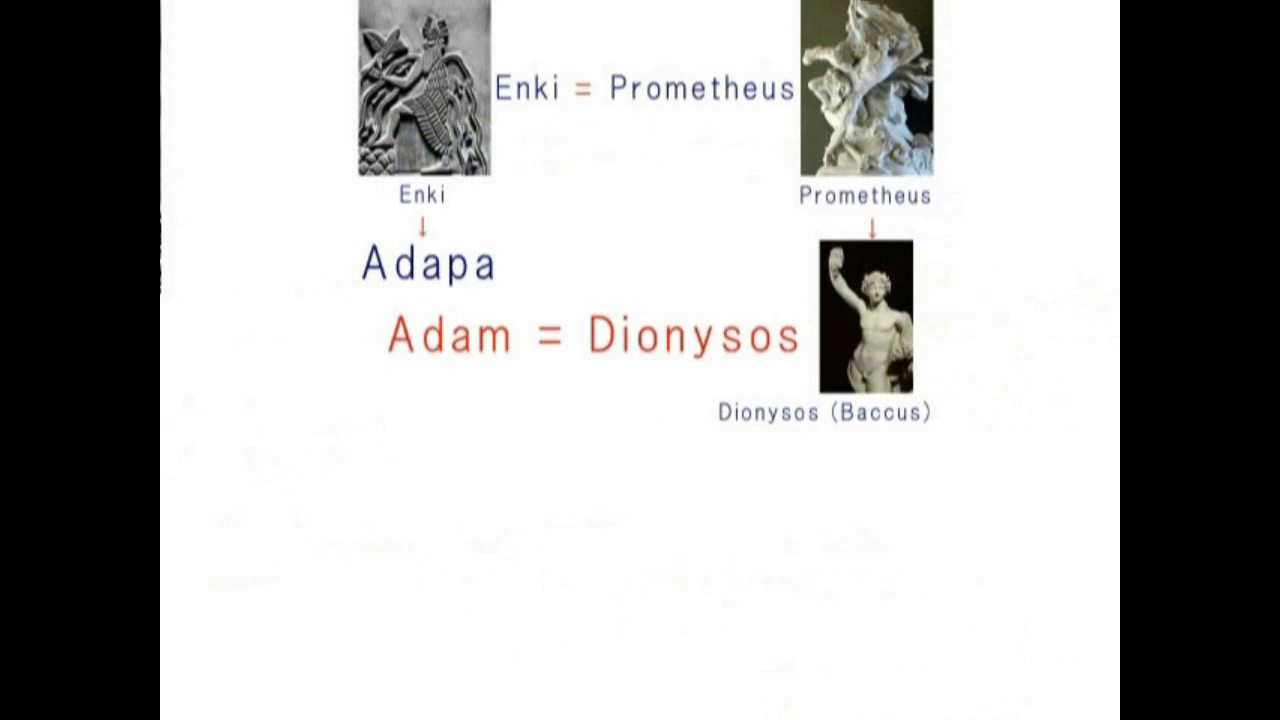 Enki = Prometheus
Enki
Prometheus
↓
↓
Adapa
Adam = Dionysos
Dionysos (Baccus)